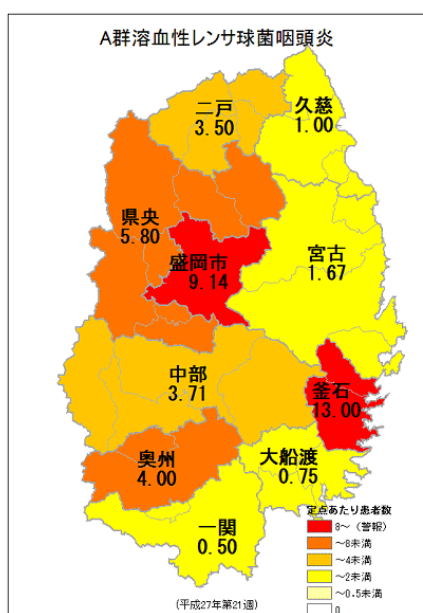 A群溶血性レンサ球菌咽頭炎
久慈
1.00
二戸
3.50
県央
5.80
宮古
1.67
盛岡市
9.14
中部
3.71
釜石
13.00
奥州
4.00
大船渡
0.75
一関
0.50
定点あたり患者数
8～（警報）
～8未満
～4未満
～2未満
～0.5未満
0
(平成27年第21週)